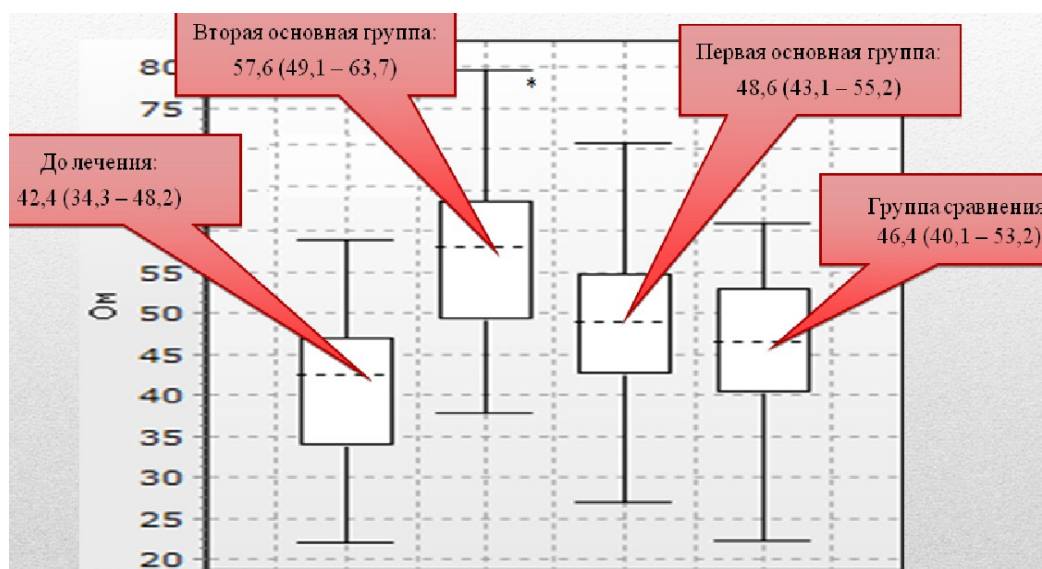 Вторая основная группа:
57,6 (49,1 – 63,7)
Первая основная группа:
48,6 (43,1 – 55,2)
До лечения:
42,4 (34,3 – 48,2)
Группа сравнения
46,4 (40,1 – 53,2)
*
Ом
80
75
55
50
45
40
35
30
25
20